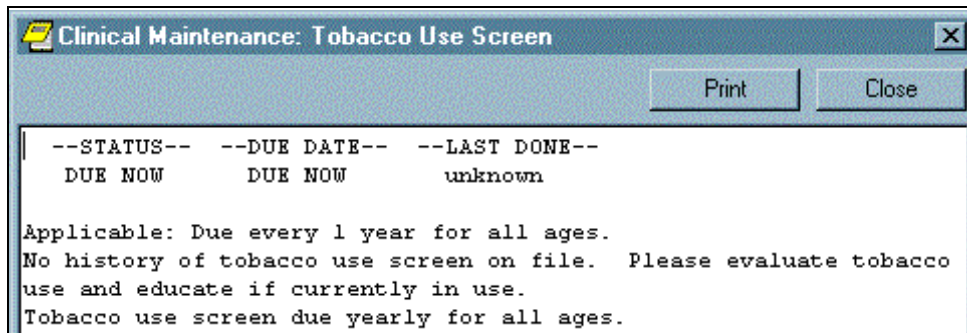 Clinical Maintenance: Tobacco Use Screen
Print Close
--STATUS-- --DUE DATE-- --LAST DONE--
DUE NOW DUE NOW unknown
Applicable: Due every 1 year for all ages.
No history of tobacco use screen on file. Please evaluate tobacco
use and educate if currently in use.
Tobacco use screen due yearly for all ages.